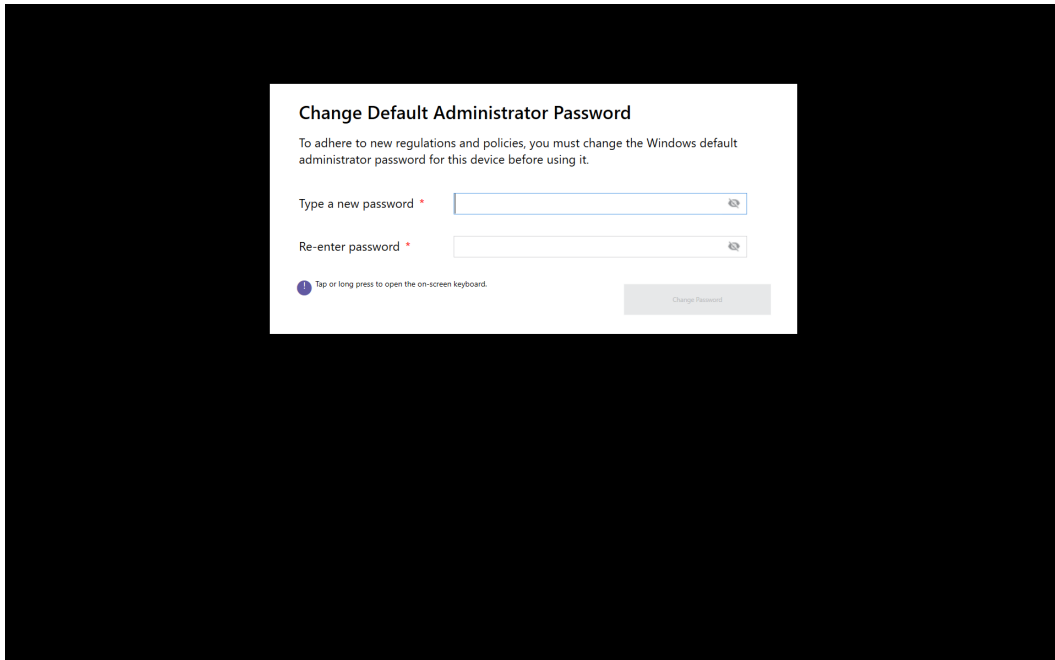 Change Default Administrator Password
To adhere to new regulations and policies, you must change the Windows default
administrator password for this device before using it.
Type a new password *
Re-enter password *
! Tap or long press to open the on-screen keyboard.
Change Password